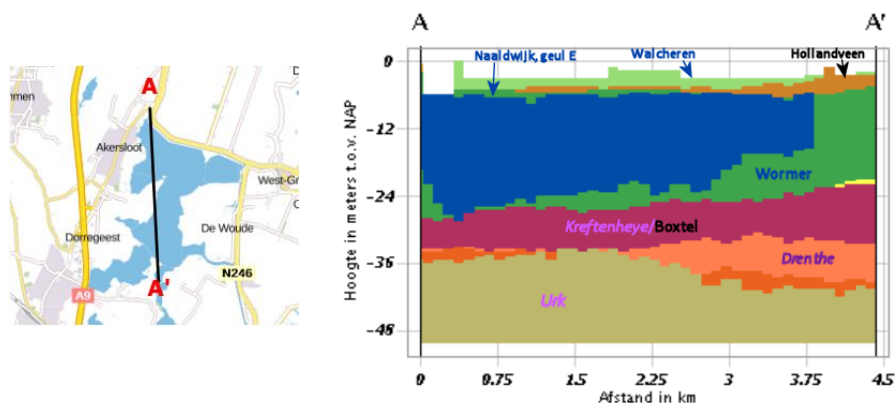 A
Akersloot
West-Gr
De Woude
Dorregeest
N246
A9
A'
mmen
D
A
A'
Naaldwijk, geul E
Walcheren
Hollandveen
Wormer
Kreftenheye/Boxtel
Drenthe
Urk
Hoogte in meters t.o.v. NAP
0
-12
-24
-36
-48
0
0.75
1.5
2.25
3
3.75
4.5
Afstand in km